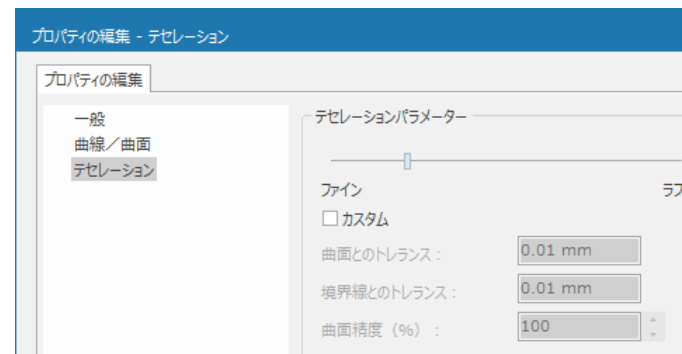 プロパティの編集 - テセレーション
プロパティの編集
一般
曲線／曲面
テセレーション
テセレーションパラメーター
ファイン
カスタム
曲面とのトレランス：
0.01 mm
境界線とのトレランス：
0.01 mm
曲面精度（%）：
100